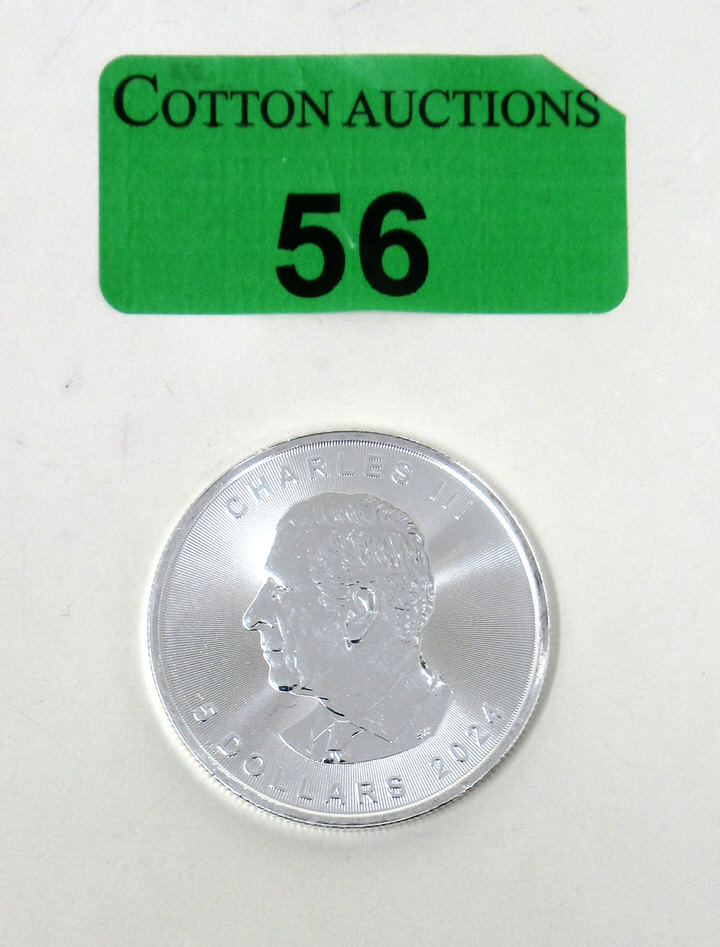 COTTON AUCTIONS
56
CHARLES III
5 DOLLARS 2024